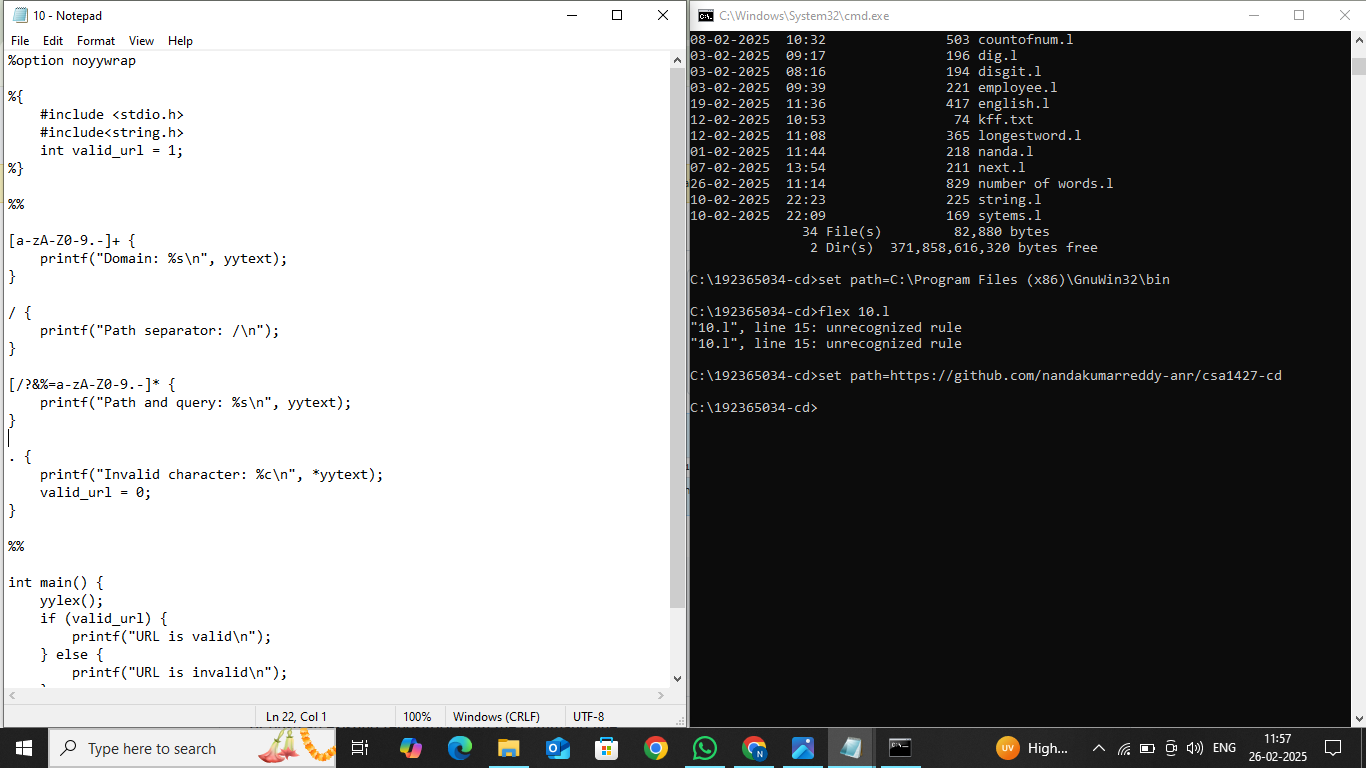 10 - Notepad
File Edit Format View Help
%option noyywrap
%{
    #include <stdio.h>
    #include<string.h>
    int valid_url = 1;
%}
%%
[a-zA-Z0-9.-]+ {
    printf("Domain: %s\n", yytext);
}
/ {
    printf("Path separator: /\n");
}
[/?&%=a-zA-Z0-9.-]* {
    printf("Path and query: %s\n", yytext);
}
. {
    printf("Invalid character: %c\n", *yytext);
    valid_url = 0;
}
%%
int main() {
    yylex();
    if (valid_url) {
        printf("URL is valid\n");
    } else {
        printf("URL is invalid\n");
Ln 22, Col 1 100% Windows (CRLF) UTF-8
C:\Windows\System32\cmd.exe
08-02-2025  10:32               503 countofnum.l
03-02-2025  09:17               196 dig.l
03-02-2025  08:16               194 disgit.l
03-02-2025  09:39               221 employee.l
19-02-2025  11:36               417 english.l
12-02-2025  10:53                74 kff.txt
12-02-2025  11:08               365 longestword.l
01-02-2025  11:44               218 nanda.l
07-02-2025  13:54               211 next.l
26-02-2025  11:14               829 number of words.l
10-02-2025  22:23               225 string.l
10-02-2025  22:09               169 sytems.l
              34 File(s)         82,880 bytes
               2 Dir(s)  371,858,616,320 bytes free
C:\192365034-cd>set path=C:\Program Files (x86)\GnuWin32\bin
C:\192365034-cd>flex 10.l
"10.l", line 15: unrecognized rule
"10.l", line 15: unrecognized rule
C:\192365034-cd>set path=https://github.com/nandakumarreddy-anr/csa1427-cd
C:\192365034-cd>
Type here to search
UV High... ENG 11:57
26-02-2025